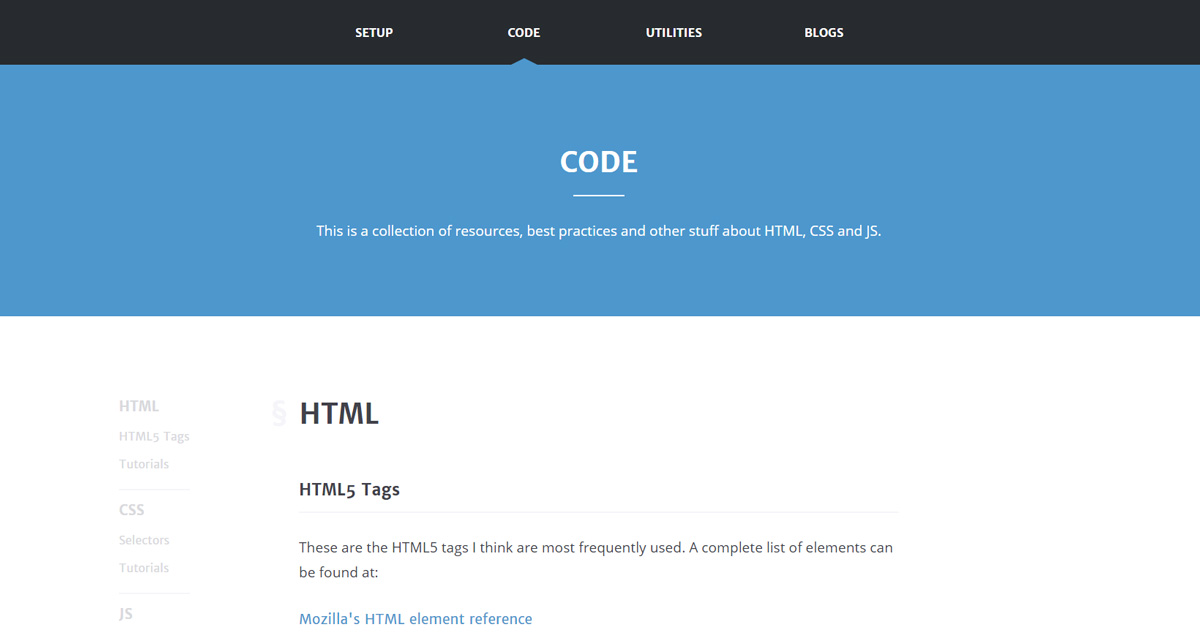 SETUP CODE UTILITIES BLOGS
CODE
This is a collection of resources, best practices and other stuff about HTML, CSS and JS.
HTML
HTML5 Tags
Tutorials
CSS
Selectors
Tutorials
JS
§ HTML
HTML5 Tags
These are the HTML5 tags I think are most frequently used. A complete list of elements can
be found at:
Mozilla's HTML element reference